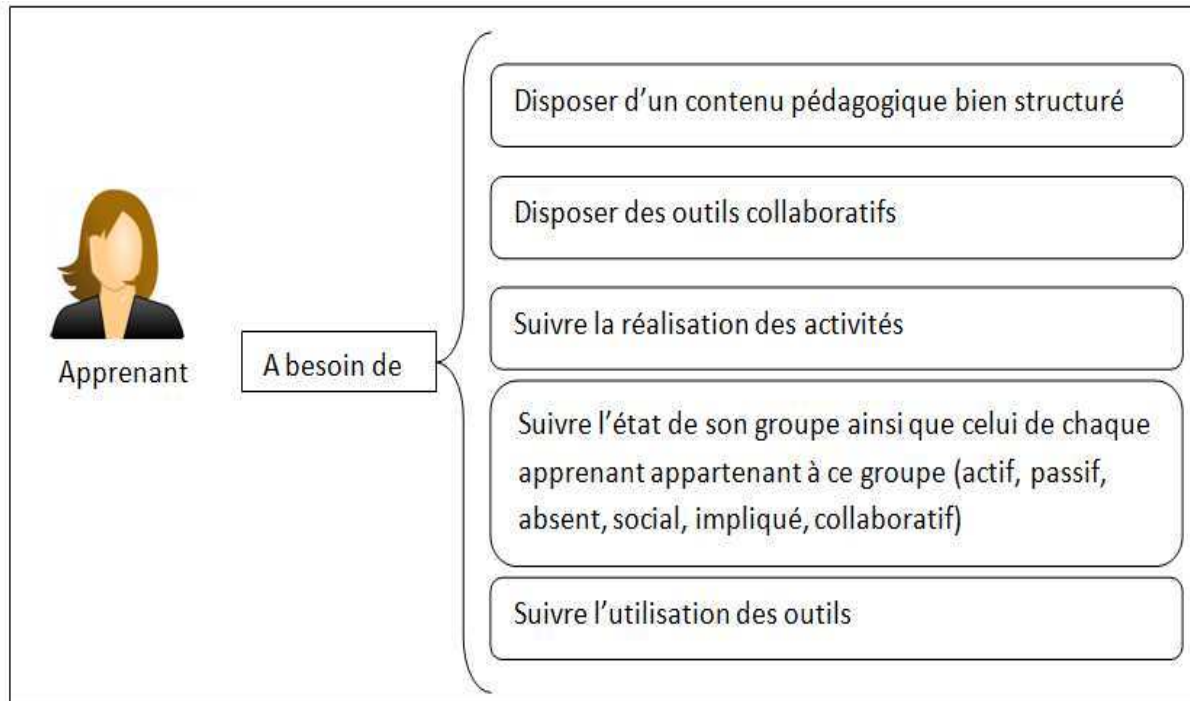 Apprenant
A besoin de
Disposer d'un contenu pédagogique bien structuré
Disposer des outils collaboratifs
Suivre la réalisation des activités
Suivre l'état de son groupe ainsi que celui de chaque
apprenant appartenant à ce groupe (actif, passif,
absent, social, impliqué, collaboratif)
Suivre l'utilisation des outils